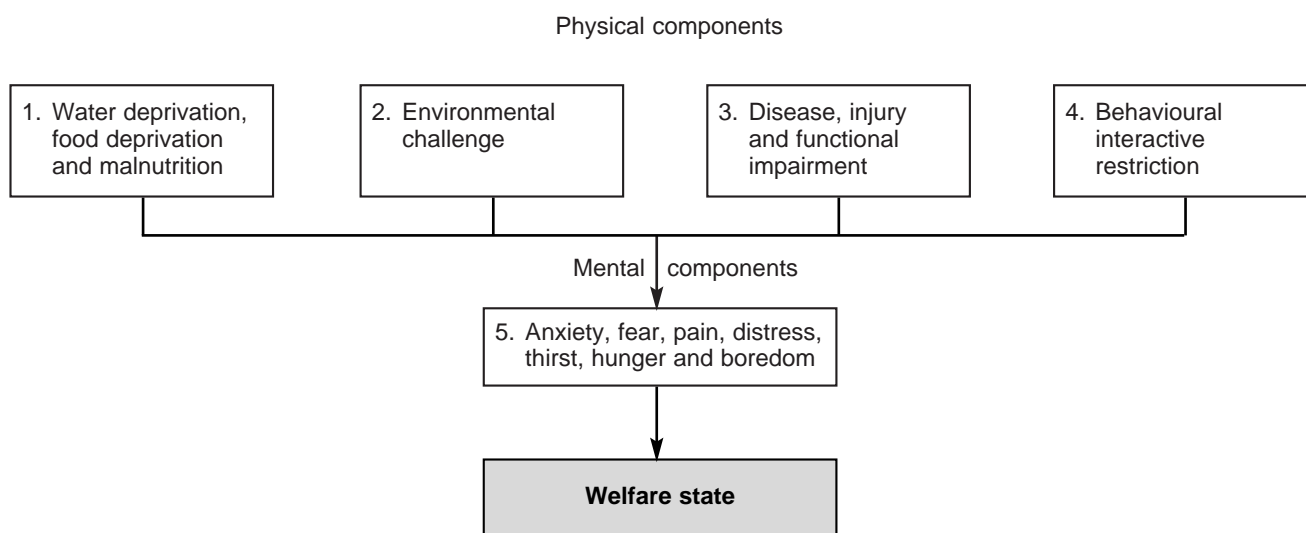 Physical components
1. Water deprivation,
food deprivation
and malnutrition
2. Environmental
challenge
3. Disease, injury
and functional
impairment
4. Behavioural
interactive
restriction
Mental components
5. Anxiety, fear, pain, distress,
thirst, hunger and boredom
Welfare state